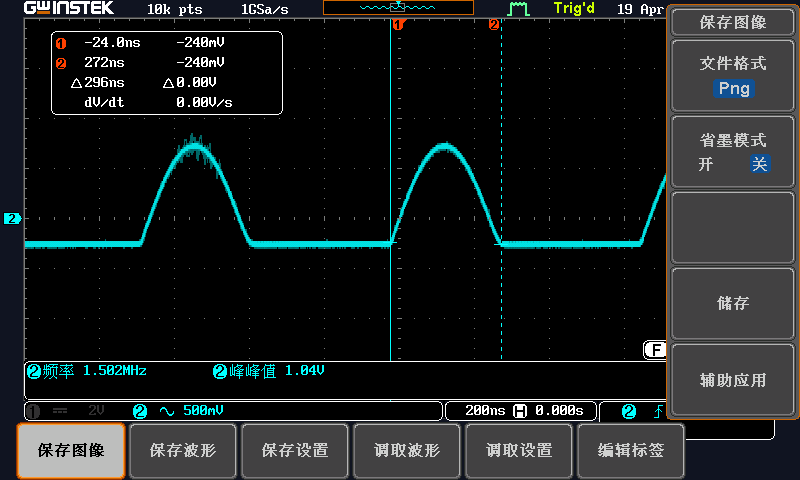 GWINSTEK 10k pts 1GSa/s Trig'd 19 Apr
1 2
1 -24.0ns -240mV
2 272ns -240mV
△296ns △0.00V
dV/dt 0.00V/s
2
F
2频率 1.502MHz 2峰峰值 1.04V
1 2V 2 500mV 200ns H 0.000s 2
保存图像
文件格式
Png
省墨模式
开 关
储存
辅助应用
保存图像 保存波形 保存设置 调取波形 调取设置 编辑标签